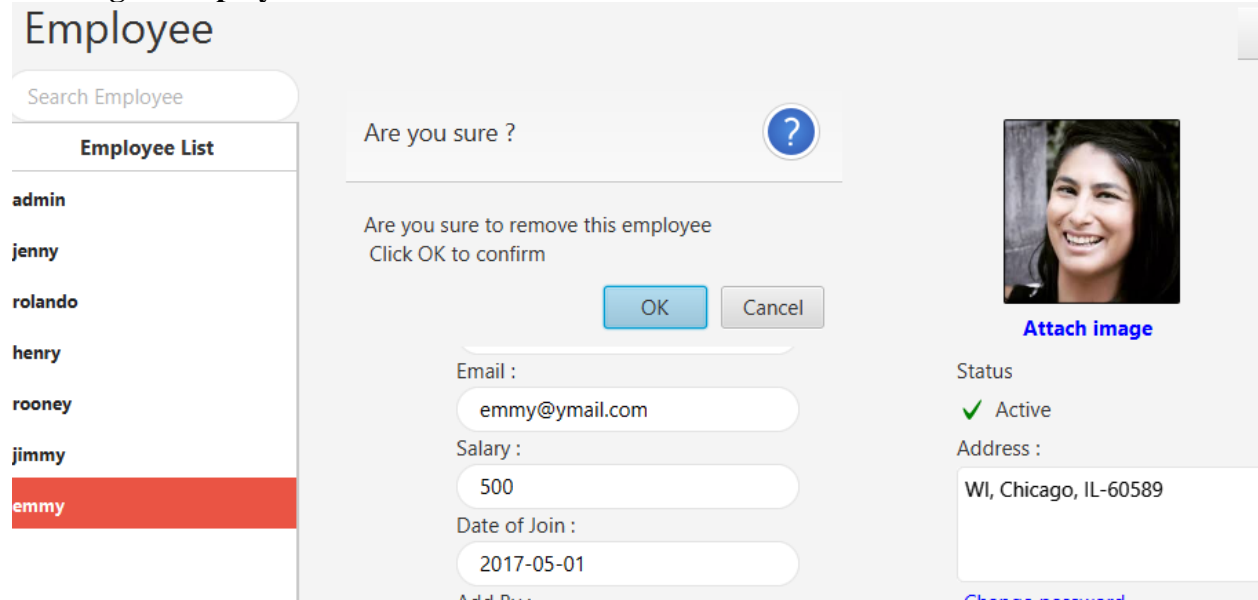 Employee
Search Employee
Employee List
admin
jenny
rolando
henry
rooney
jimmy
emmy
Are you sure ?
?
Are you sure to remove this employee
Click OK to confirm
OK
Cancel
Email :
emmy@ymail.com
Salary :
500
Date of Join :
2017-05-01
Attach image
Status
Active
Address :
WI, Chicago, IL-60589